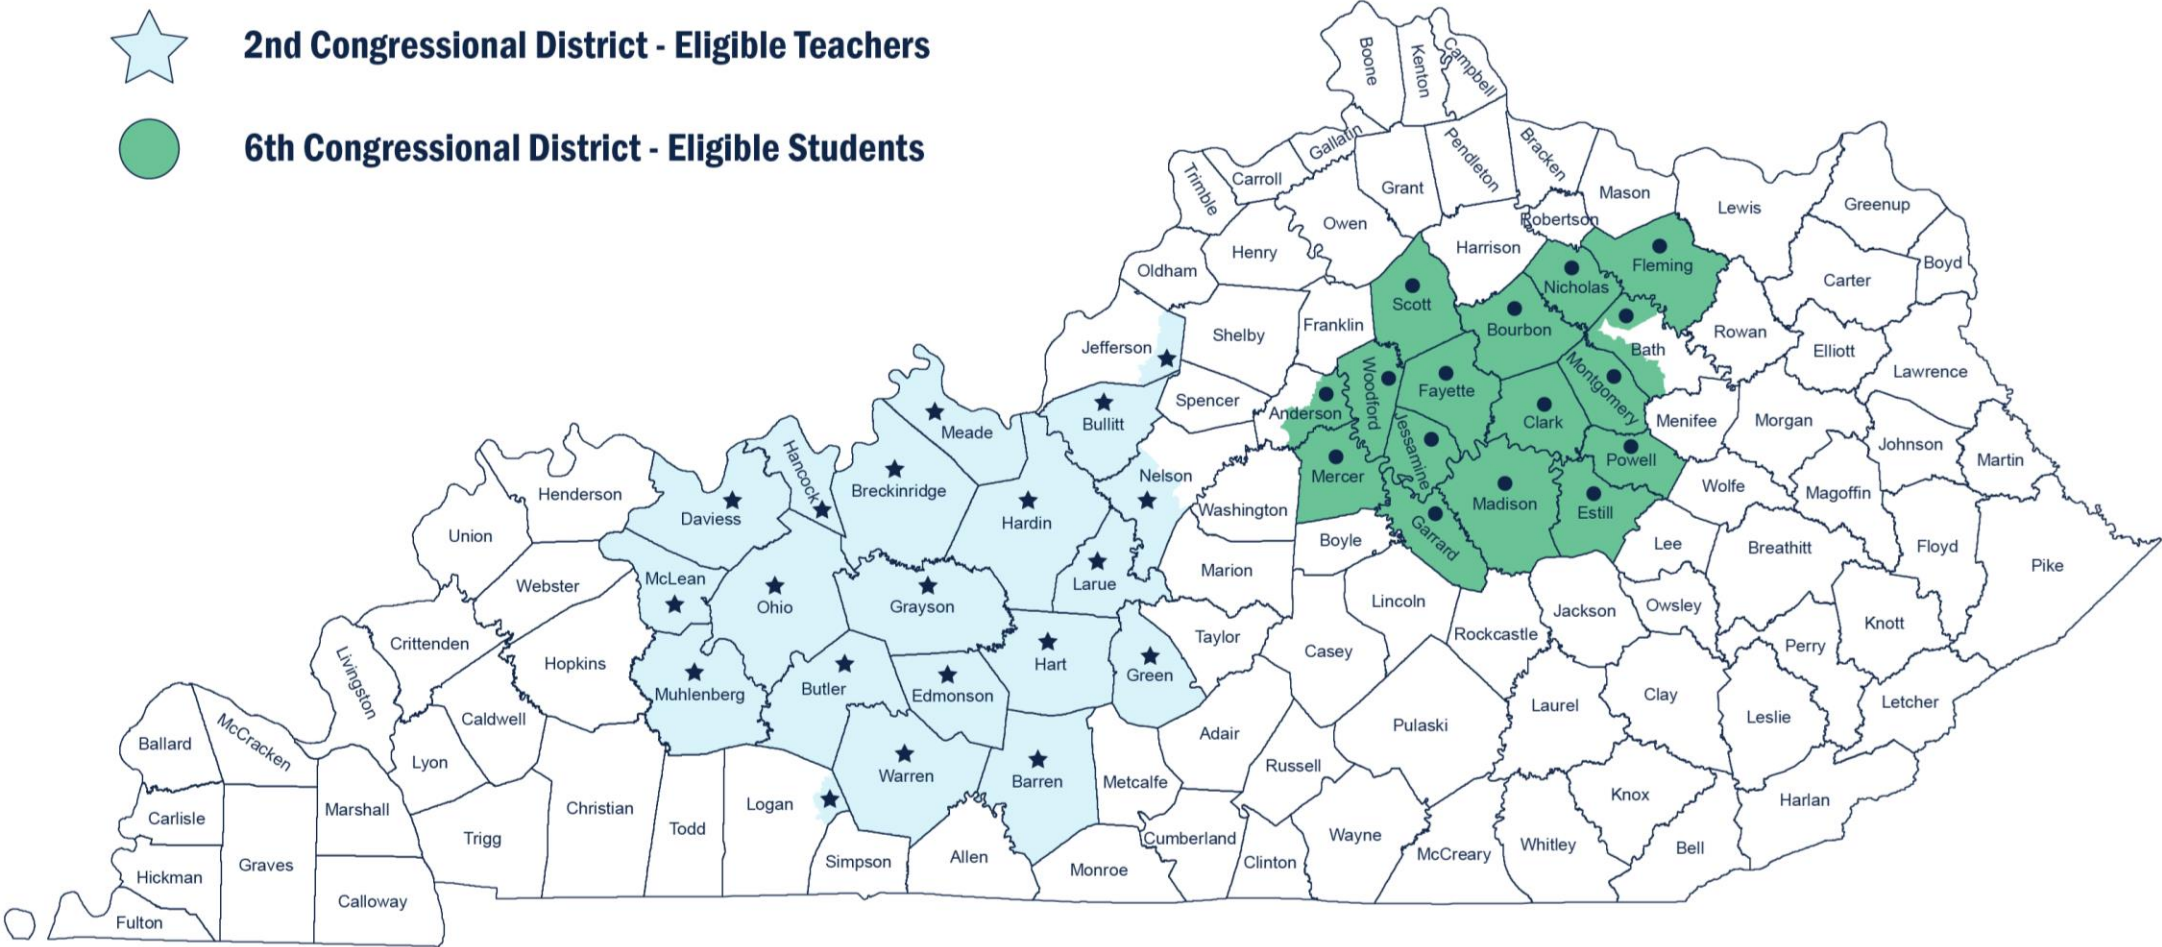 2nd Congressional District - Eligible Teachers
6th Congressional District - Eligible Students
Boone
Kenton
Campbell
Gallatin
Pendleton
Bracken
Trimble
Carroll
Grant
Mason
Robertson
Lewis
Greenup
Owen
Henry
Harrison
Oldham
Fleming
Boyd
Carter
Nicholas
Scott
Shelby
Franklin
Bourbon
Rowan
Jefferson
Bath
Elliott
Lawrence
Woodford
Fayette
Montgomery
Spencer
Anderson
Menifee
Morgan
Clark
Bullitt
Meade
Jessamine
Johnson
Martin
Powell
Hancock
Nelson
Mercer
Breckinridge
Henderson
Wolfe
Magoffin
Madison
Washington
Estill
Daviess
Hardin
Garrard
Union
Boyle
Lee
Breathitt
Floyd
Pike
Marion
McLean
Larue
Webster
Lincoln
Owsley
Jackson
Ohio
Grayson
Knott
Rockcastle
Taylor
Perry
Crittenden
Casey
Hopkins
Hart
Green
Livingston
Muhlenberg
Butler
Edmonson
Clay
Letcher
Laurel
Leslie
Caldwell
Pulaski
Adair
McCracken
Ballard
Lyon
Russell
Warren
Barren
Metcalfe
Knox
Harlan
Logan
Christian
Marshall
Carlisle
Todd
Trigg
Cumberland
Wayne
Whitley
Bell
McCreary
Allen
Simpson
Clinton
Graves
Monroe
Hickman
Calloway
Fulton